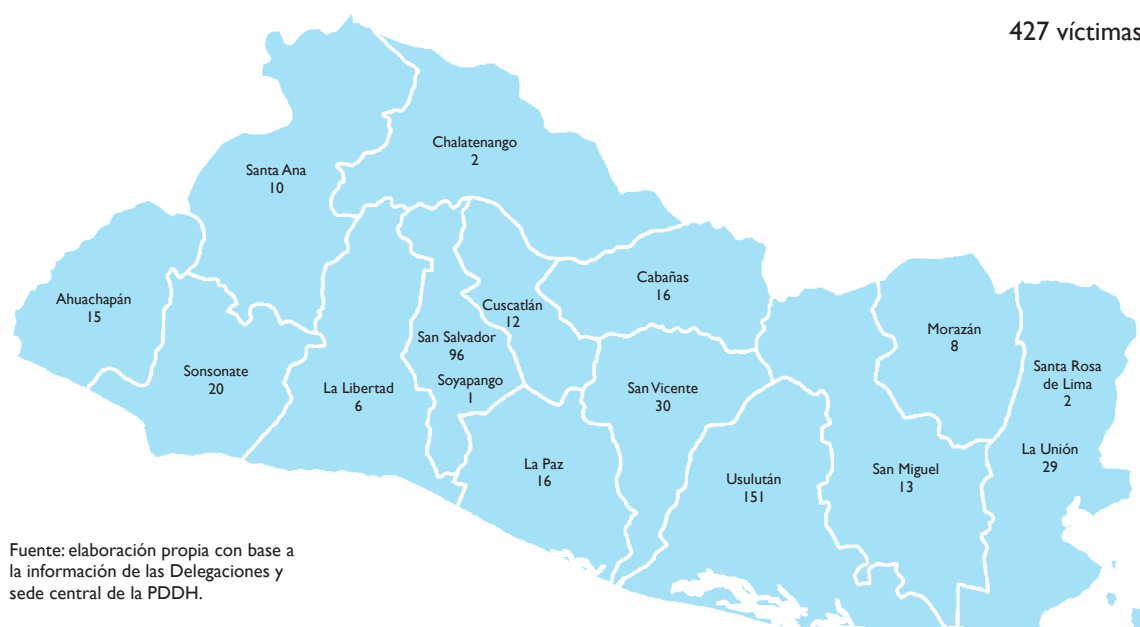 427 víctimas
Chalatenango
2
Santa Ana
10
Cabañas
16
Ahuachapán
15
Cuscatlán
12
Morazán
8
San Salvador
96
Sonsonate
20
Santa Rosa
de Lima
2
La Libertad
6
Soyapango
1
San Vicente
30
La Unión
29
La Paz
16
Usulután
151
San Miguel
13
Fuente: elaboración propia con base a
la información de las Delegaciones y
sede central de la PDDH.